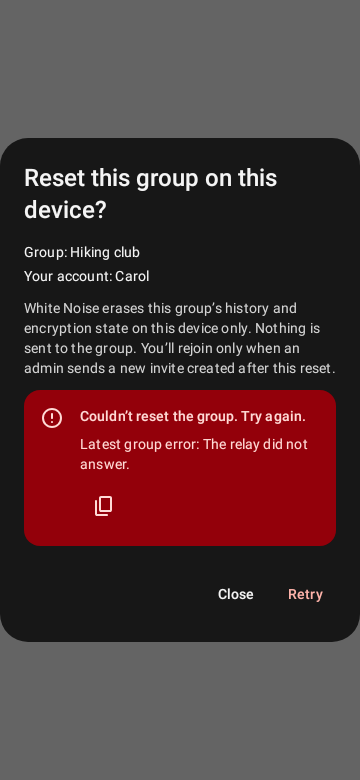 Reset this group on this
device?
Group: Hiking club
Your account: Carol
White Noise erases this group’s history and
encryption state on this device only. Nothing is
sent to the group. You’ll rejoin only when an
admin sends a new invite created after this reset.
Couldn’t reset the group. Try again.
Latest group error: The relay did not
answer.
Close
Retry